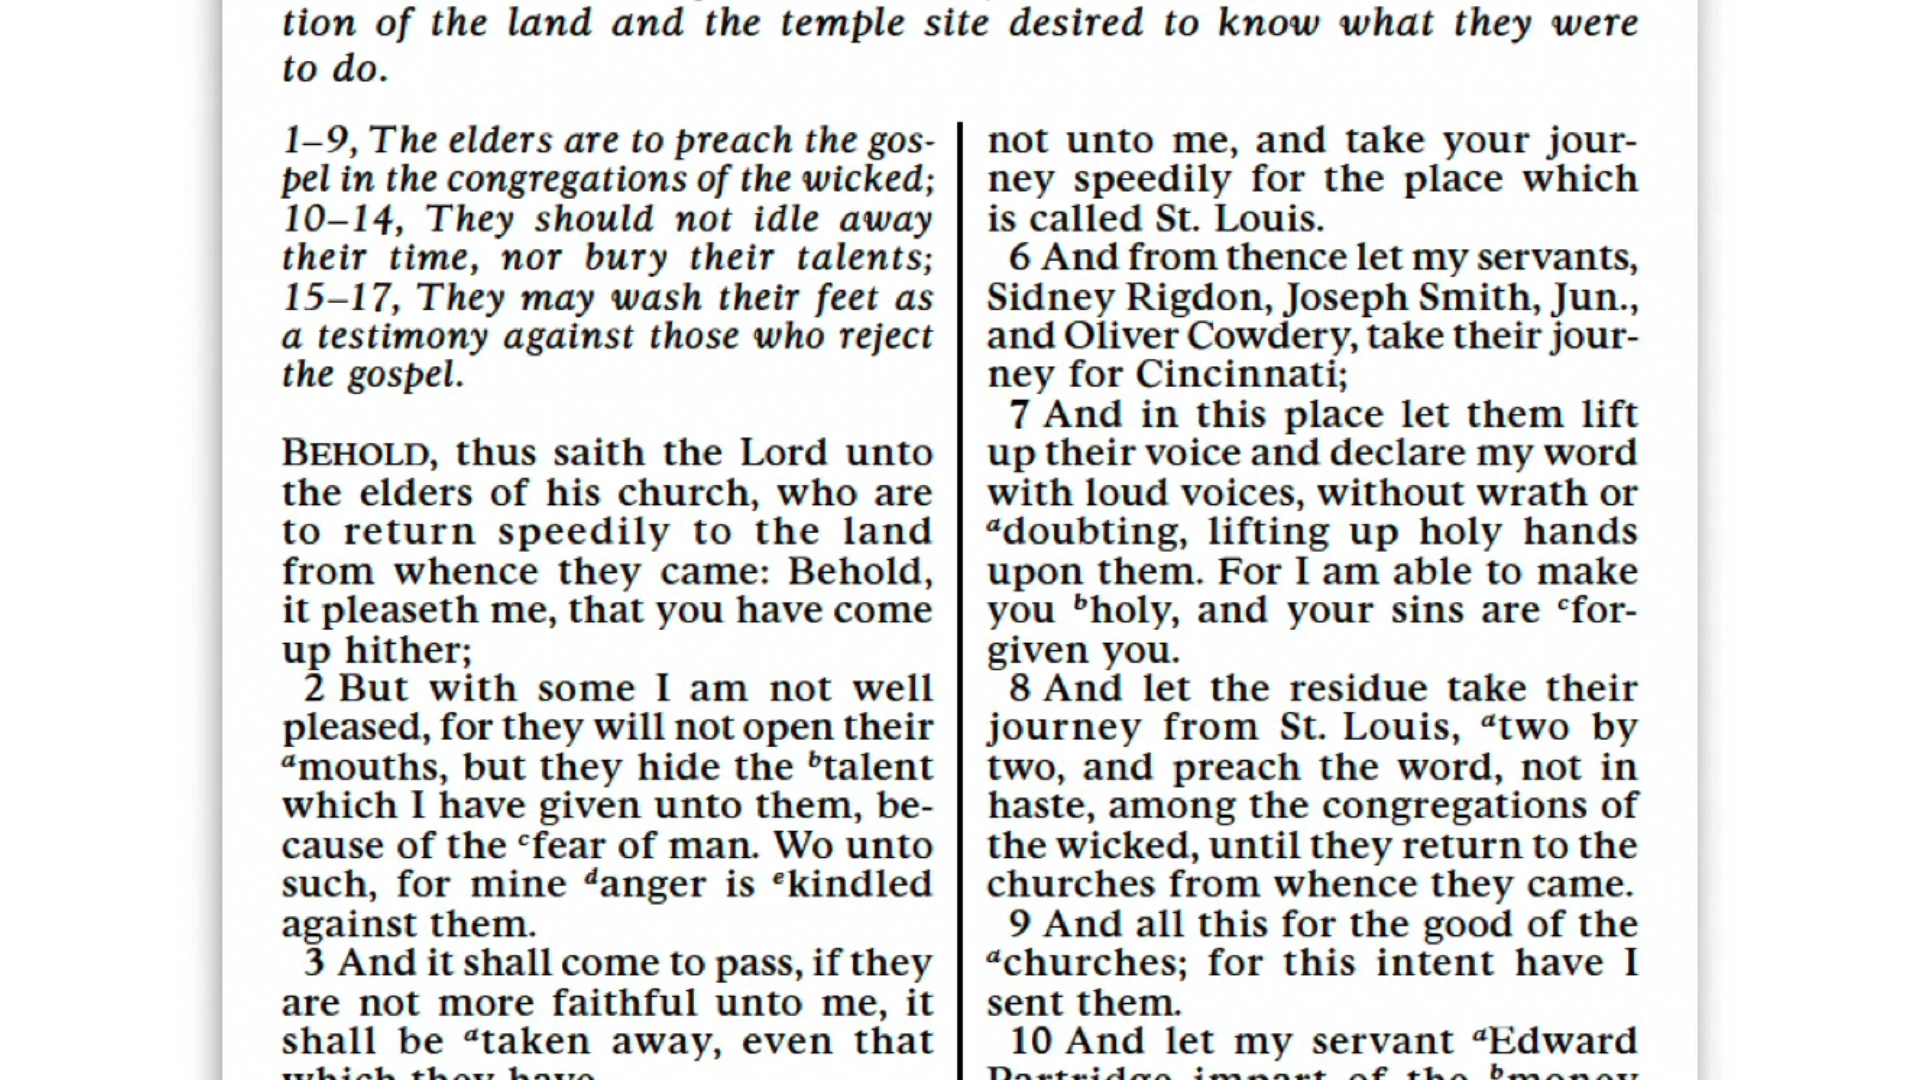 tion of the land and the temple site desired to know what they were
to do.
1–9, The elders are to preach the gos-
pel in the congregations of the wicked;
10–14, They should not idle away
their time, nor bury their talents;
15–17, They may wash their feet as
a testimony against those who reject
the gospel.
BEHOLD, thus saith the Lord unto
the elders of his church, who are
to return speedily to the land
from whence they came: Behold,
it pleaseth me, that you have come
up hither;
2 But with some I am not well
pleased, for they will not open their
amouths, but they hide the btalent
which I have given unto them, be-
cause of the cfear of man. Wo unto
such, for mine danger is ekindled
against them.
3 And it shall come to pass, if they
are not more faithful unto me, it
shall be ataken away, even that
which they have.
not unto me, and take your jour-
ney speedily for the place which
is called St. Louis.
6 And from thence let my servants,
Sidney Rigdon, Joseph Smith, Jun.,
and Oliver Cowdery, take their jour-
ney for Cincinnati;
7 And in this place let them lift
up their voice and declare my word
with loud voices, without wrath or
adoubting, lifting up holy hands
upon them. For I am able to make
you bholy, and your sins are cfor-
given you.
8 And let the residue take their
journey from St. Louis, atwo by
two, and preach the word, not in
haste, among the congregations of
the wicked, until they return to the
churches from whence they came.
9 And all this for the good of the
achurches; for this intent have I
sent them.
10 And let my servant aEdward
Partridge impart of the bmoney